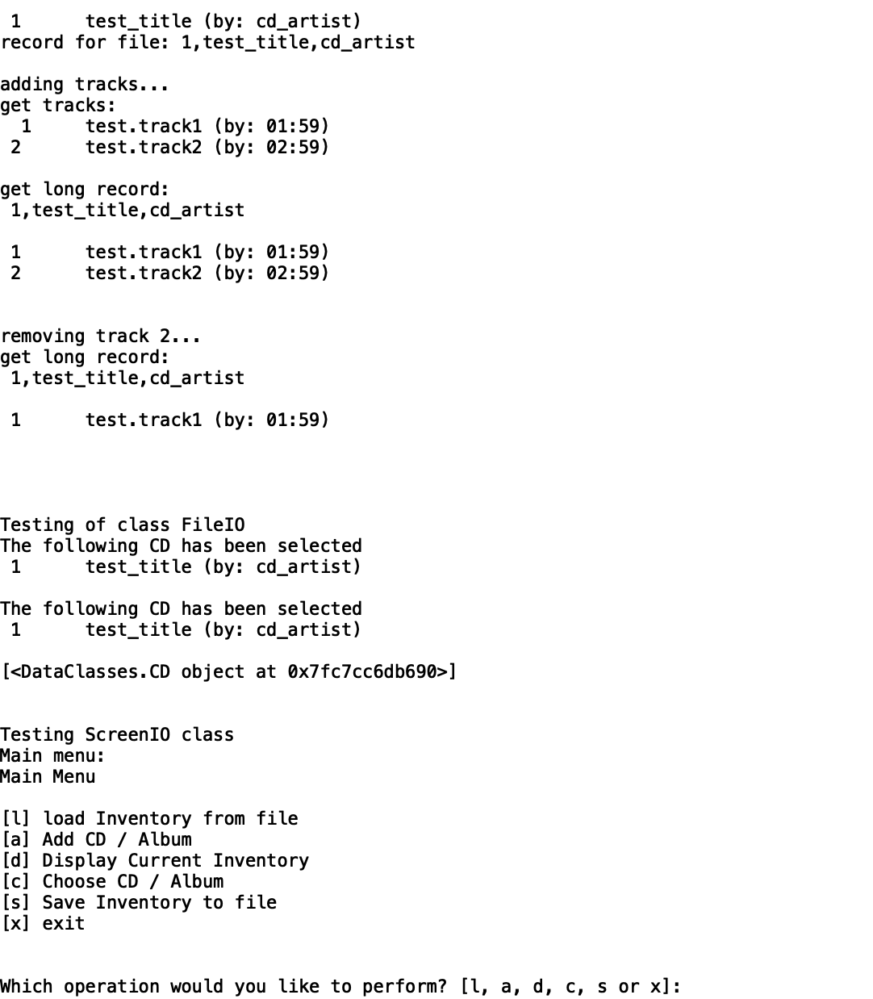 1 test_title (by: cd_artist)
record for file: 1,test_title,cd_artist
adding tracks...
get tracks:
1 test.track1 (by: 01:59)
2 test.track2 (by: 02:59)
get long record:
1,test_title,cd_artist
1 test.track1 (by: 01:59)
2 test.track2 (by: 02:59)
removing track 2...
get long record:
1,test_title,cd_artist
1 test.track1 (by: 01:59)
Testing of class FileIO
The following CD has been selected
1 test_title (by: cd_artist)
The following CD has been selected
1 test_title (by: cd_artist)
[<DataClasses.CD object at 0x7fc7cc6db690>]
Testing ScreenIO class
Main menu:
Main Menu
[l] load Inventory from file
[a] Add CD / Album
[d] Display Current Inventory
[c] Choose CD / Album
[s] Save Inventory to file
[x] exit
Which operation would you like to perform? [l, a, d, c, s or x]: